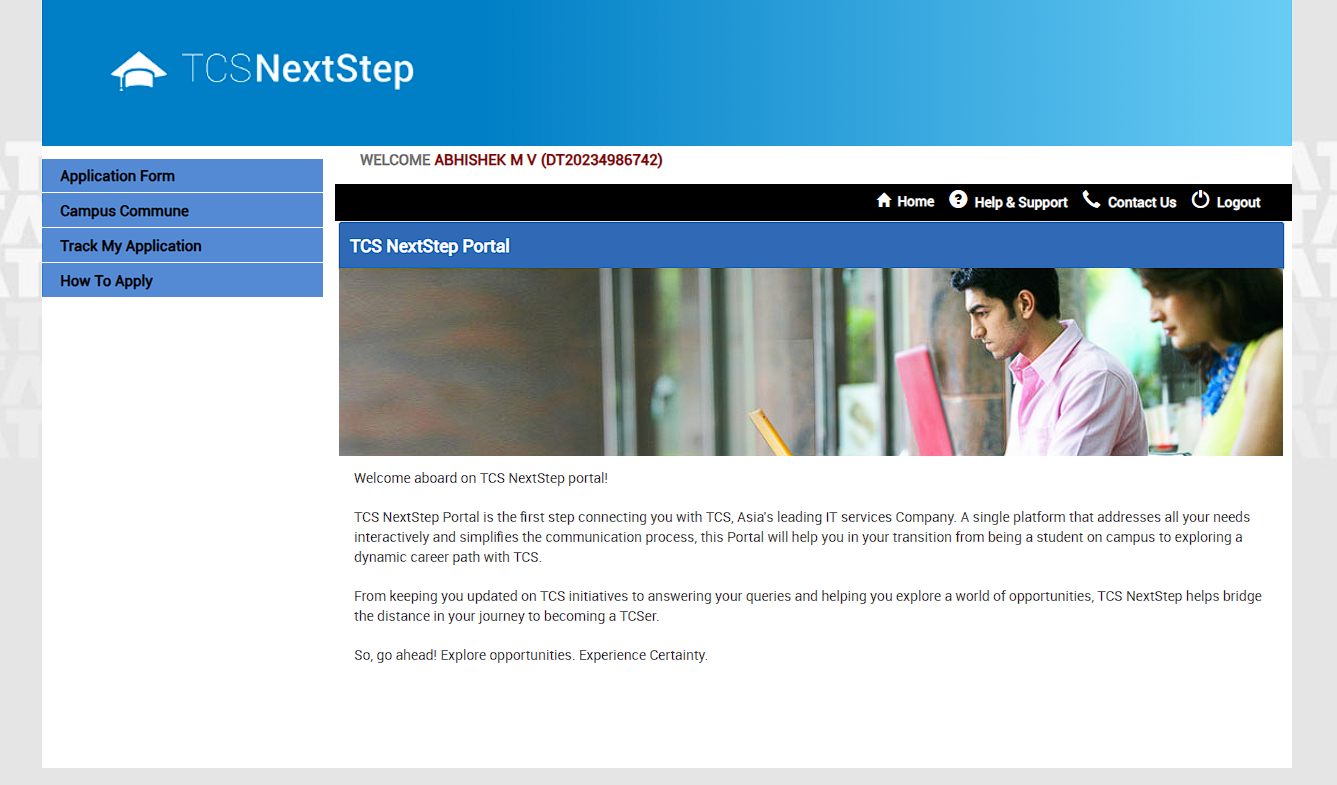 TCSNextStep
WELCOME ABHISHEK M V (DT20234986742)
Application Form
Campus Commune
Track My Application
How To Apply
Home Help & Support Contact Us Logout
TCS NextStep Portal
Welcome aboard on TCS NextStep portal!
TCS NextStep Portal is the first step connecting you with TCS, Asia's leading IT services Company. A single platform that addresses all your needs
interactively and simplifies the communication process, this Portal will help you in your transition from being a student on campus to exploring a
dynamic career path with TCS.
From keeping you updated on TCS initiatives to answering your queries and helping you explore a world of opportunities, TCS NextStep helps bridge
the distance in your journey to becoming a TCSer.
So, go ahead! Explore opportunities. Experience Certainty.